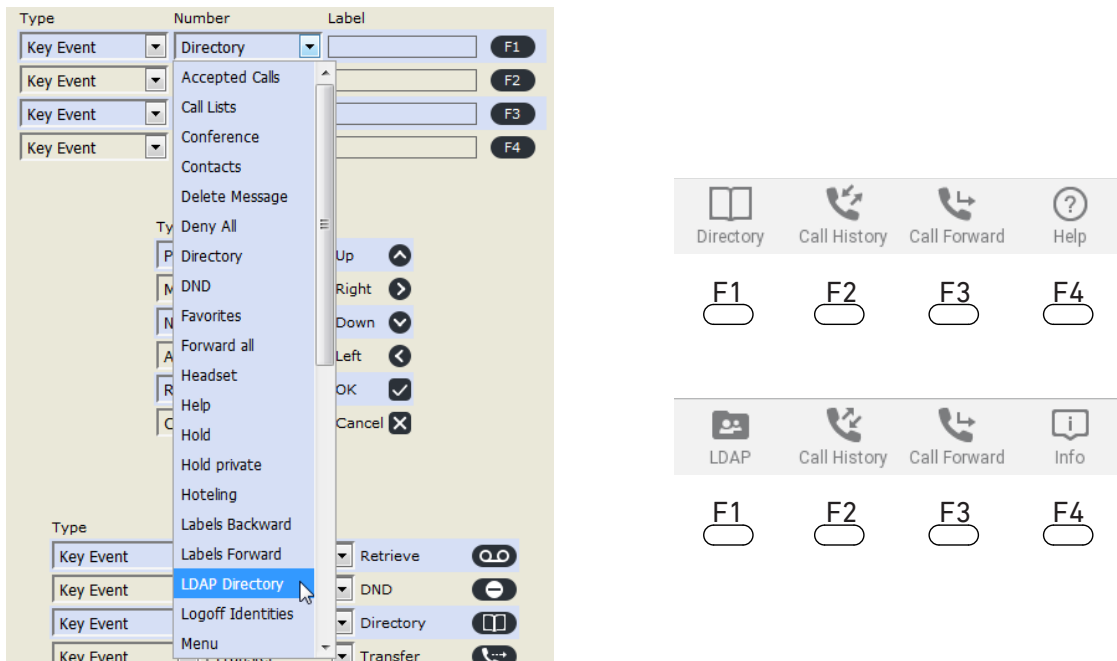 Type Number Label
Key Event Directory F1
Key Event F2
Key Event F3
Key Event F4
Accepted Calls
Call Lists
Conference
Contacts
Delete Message
Deny All
Directory
DND
Favorites
Forward all
Headset
Help
Hold
Hold private
Hoteling
Labels Backward
Labels Forward
LDAP Directory
Logoff Identities
Menu
Ty
P Up
M Right
N Down
A Left
R OK
C Cancel
Type
Key Event Retrieve
Key Event DND
Key Event Directory
Key Event Transfer
Directory Call History Call Forward Help
F1 F2 F3 F4
LDAP Call History Call Forward Info
F1 F2 F3 F4